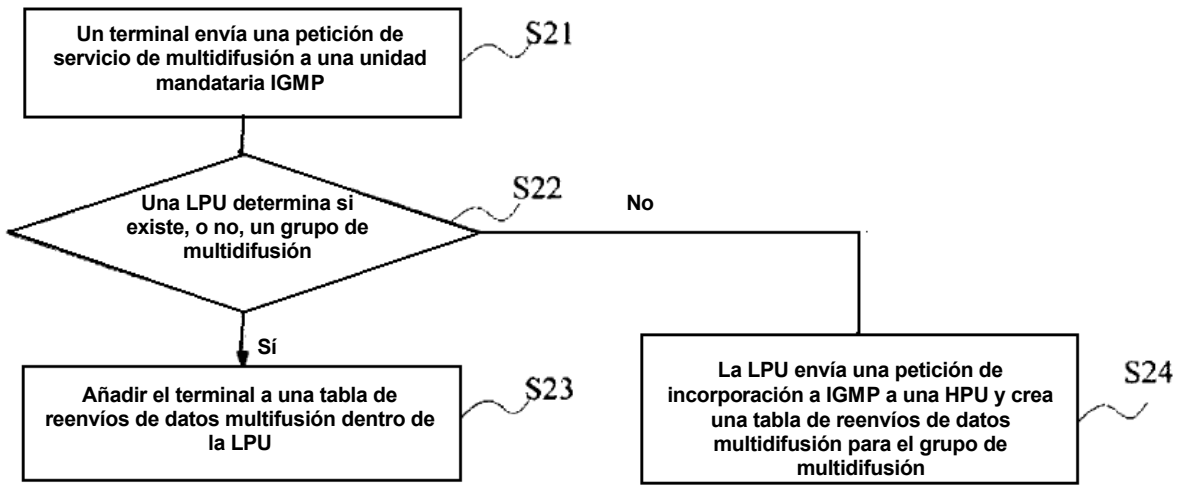 Un terminal envía una petición de
servicio de multidifusión a una unidad
mandataria IGMP
S21
Una LPU determina si
existe, o no, un grupo de
multidifusión
S22
No
Sí
Añadir el terminal a una tabla de
reenvíos de datos multifusión dentro de
la LPU
S23
La LPU envía una petición de
incorporación a IGMP a una HPU y crea
una tabla de reenvíos de datos
multidifusión para el grupo de
multidifusión
S24